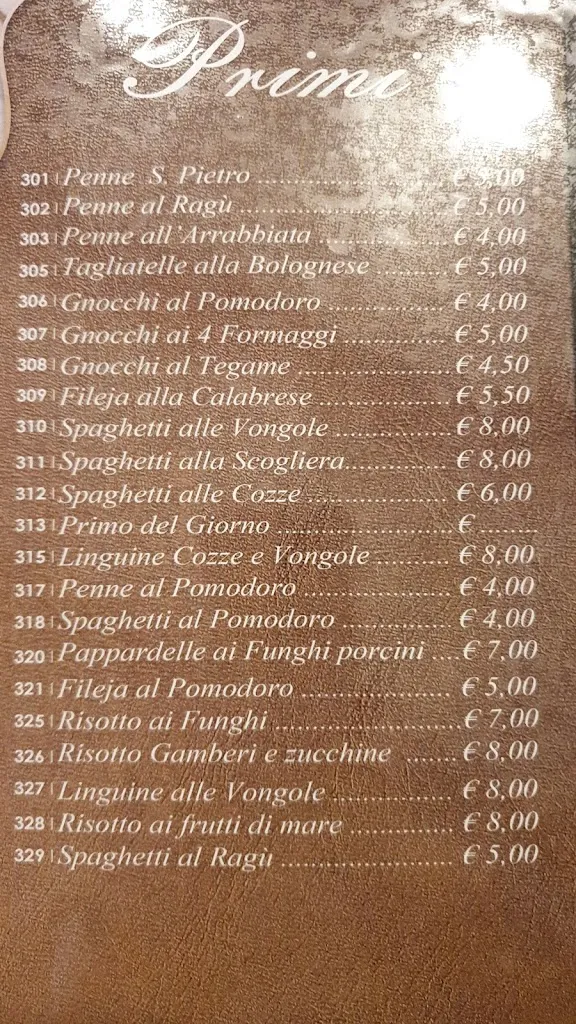 Primi
301 | Penne S. Pietro .................... €
302 | Penne al Ragù ...................... € 5,00
303 | Penne all'Arrabbiata ............. € 4,00
305 | Tagliatelle alla Bolognese .......... € 5,00
306 | Gnocchi al Pomodoro ............... € 4,00
307 | Gnocchi ai 4 Formaggi ............. € 5,00
308 | Gnocchi al Tegame ................... € 4,50
309 | Fileja alla Calabrese ................. € 5,50
310 | Spaghetti alle Vongole ............... € 8,00
311 | Spaghetti alla Scogliera............. € 8,00
312 | Spaghetti alle Cozze .................. € 6,00
313 | Primo del Giorno ...................... € ........
315 | Linguine Cozze e Vongole .......... € 8,00
317 | Penne al Pomodoro ................... € 4,00
318 | Spaghetti al Pomodoro .............. € 4,00
320 | Pappardelle ai Funghi porcini .... € 7,00
321 | Fileja al Pomodoro .................... € 5,00
325 | Risotto ai Funghi ........................ € 7,00
326 | Risotto Gamberi e zucchine ....... € 8,00
327 | Linguine alle Vongole ................ € 8,00
328 | Risotto ai frutti di mare .............. € 8,00
329 | Spaghetti al Ragù ...................... € 5,00